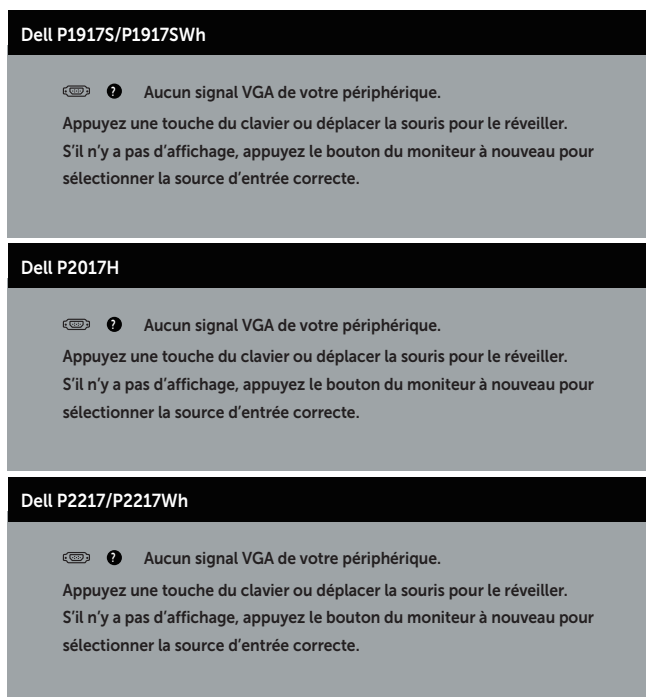 Dell P1917S/P1917SWh
? Aucun signal VGA de votre périphérique.
Appuyez une touche du clavier ou déplacer la souris pour le réveiller.
S’il n’y a pas d’affichage, appuyez le bouton du moniteur à nouveau pour
sélectionner la source d’entrée correcte.
Dell P2017H
? Aucun signal VGA de votre périphérique.
Appuyez une touche du clavier ou déplacer la souris pour le réveiller.
S’il n’y a pas d’affichage, appuyez le bouton du moniteur à nouveau pour
sélectionner la source d’entrée correcte.
Dell P2217/P2217Wh
? Aucun signal VGA de votre périphérique.
Appuyez une touche du clavier ou déplacer la souris pour le réveiller.
S’il n’y a pas d’affichage, appuyez le bouton du moniteur à nouveau pour
sélectionner la source d’entrée correcte.